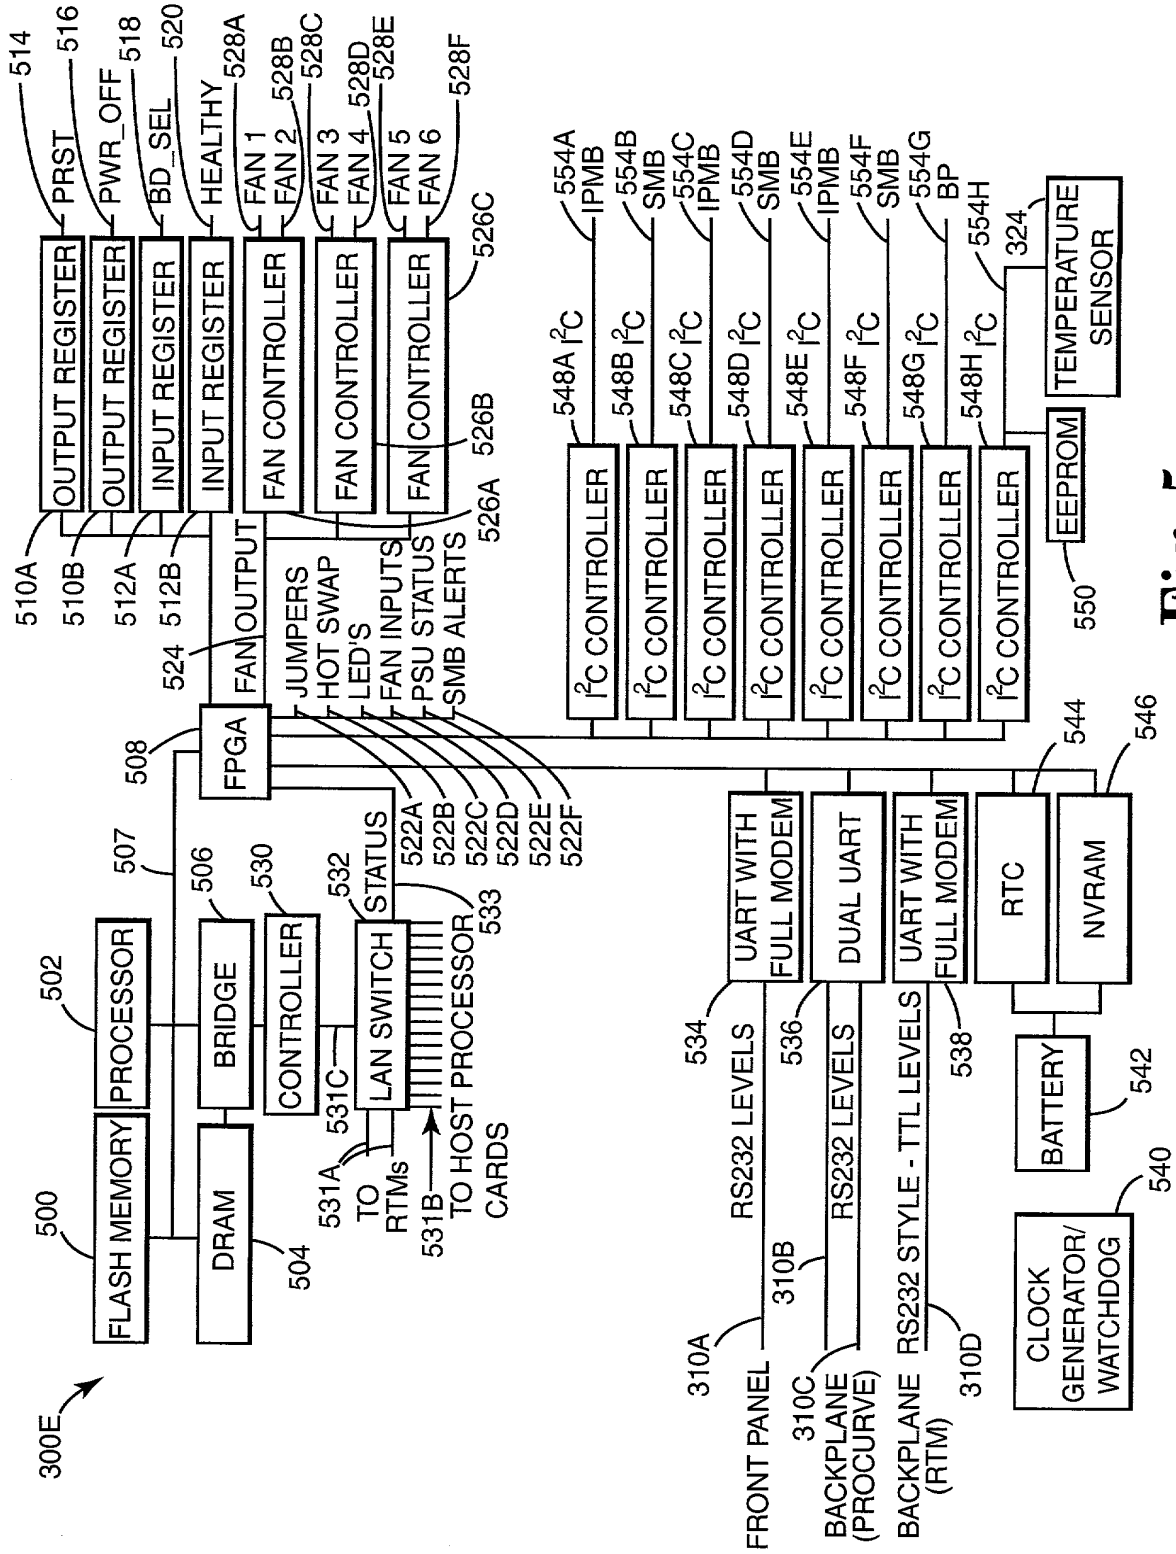 300E
500
FLASH MEMORY
502
PROCESSOR
507
508
FPGA
DRAM
504
506
BRIDGE
530
CONTROLLER
531C
532
LAN SWITCH
STATUS
533
531A
TO
RTMs
531B
TO HOST PROCESSOR
CARDS
524
FAN OUTPUT
JUMPERS
HOT SWAP
LED'S
FAN INPUTS
PSU STATUS
SMB ALERTS
522A
522B
522C
522D
522E
522F
510A
OUTPUT REGISTER
PRST
514
510B
OUTPUT REGISTER
PWR_OFF
516
512A
INPUT REGISTER
BD_SEL
518
512B
INPUT REGISTER
HEALTHY
520
FAN CONTROLLER
526A
FAN 1
528A
FAN 2
528B
FAN CONTROLLER
526B
FAN 3
528C
FAN 4
528D
FAN CONTROLLER
526C
FAN 5
528E
FAN 6
528F
I²C CONTROLLER
548A
I²C
554A
IPMB
I²C CONTROLLER
548B
I²C
554B
SMB
I²C CONTROLLER
548C
I²C
554C
IPMB
I²C CONTROLLER
548D
I²C
554D
SMB
I²C CONTROLLER
548E
I²C
554E
IPMB
I²C CONTROLLER
548F
I²C
554F
SMB
I²C CONTROLLER
548G
I²C
554G
BP
I²C CONTROLLER
548H
I²C
554H
550
EEPROM
324
TEMPERATURE
SENSOR
FRONT PANEL
310A
RS232 LEVELS
534
UART WITH
FULL MODEM
BACKPLANE
(PROCURVE)
310B
310C
RS232 LEVELS
536
DUAL UART
BACKPLANE
(RTM)
RS232 STYLE - TTL LEVELS
310D
538
UART WITH
FULL MODEM
RTC
544
NVRAM
546
BATTERY
542
CLOCK
GENERATOR/
WATCHDOG
540